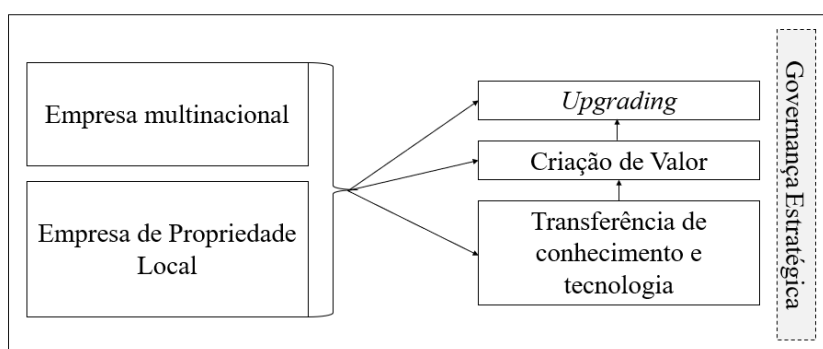 Empresa multinacional
Empresa de Propriedade
Local
Upgrading
Criação de Valor
Transferência de
conhecimento e
tecnologia
Governança Estratégica